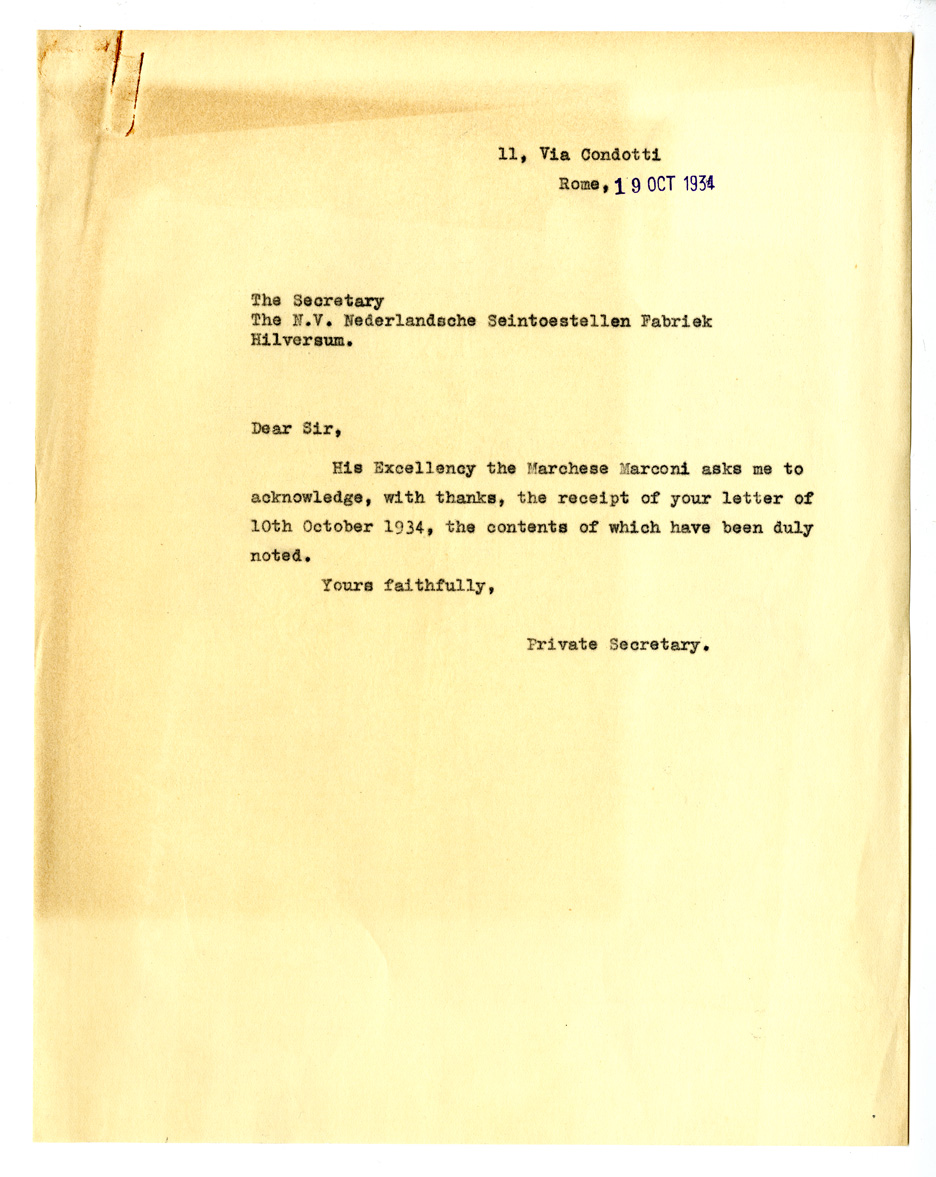 11, Via Condotti
Rome, 19 OCT 1934
The Secretary
The N.V. Nederlandsche Seintoestellen Fabriek
Hilversum.
Dear Sir,
His Excellency the Marchese Marconi asks me to
acknowledge, with thanks, the receipt of your letter of
10th October 1934, the contents of which have been duly
noted.
Yours faithfully,
Private Secretary.